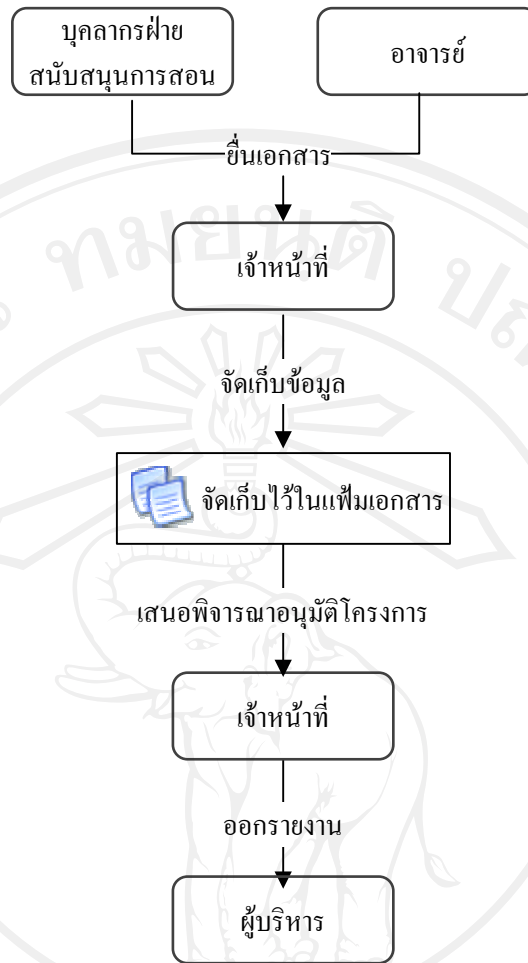 บุคลากรฝ่าย
สนับสนุนการสอน
อาจารย์
ยื่นเอกสาร
เจ้าหน้าที่
จัดเก็บข้อมูล
จัดเก็บไว้ในแฟ้มเอกสาร
เสนอพิจารณาอนุมัติโครงการ
เจ้าหน้าที่
ออกรายงาน
ผู้บริหาร